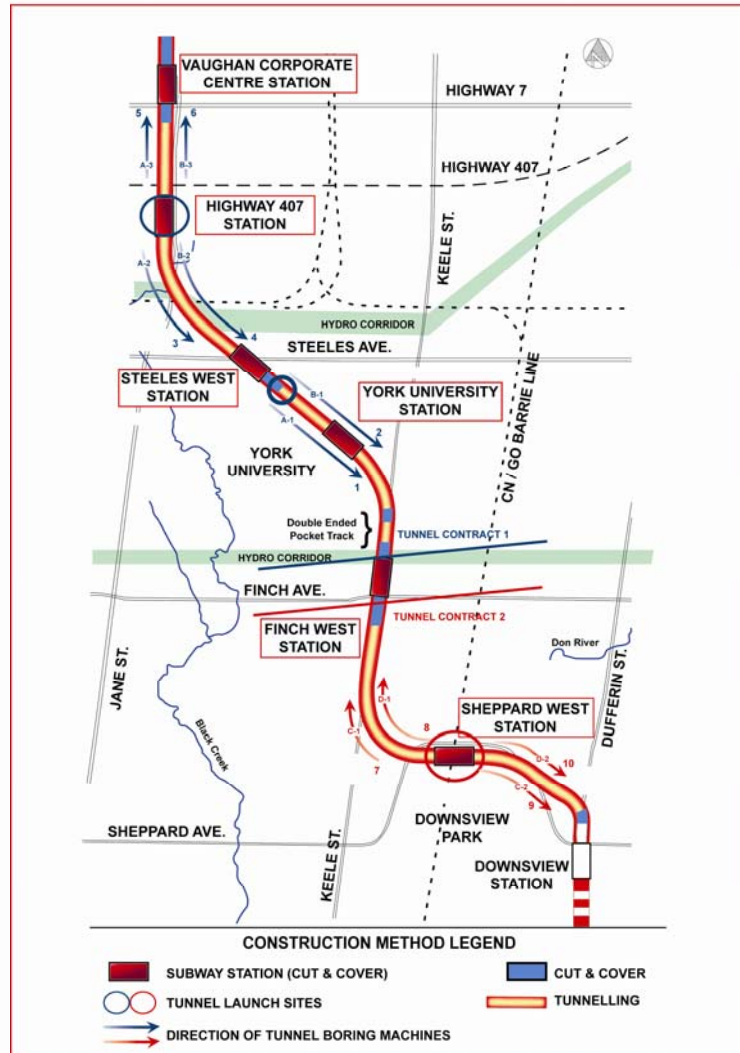 VAUGHAN CORPORATE
CENTRE STATION
HIGHWAY 7
5
6
A-3
B-3
HIGHWAY 407
HIGHWAY 407
STATION
KEELE ST.
A-2
B-2
HYDRO CORRIDOR
3
4
STEELES AVE.
STEELES WEST
STATION
B-1
YORK UNIVERSITY
STATION
A-1
2
CN / GO BARRIE LINE
YORK
UNIVERSITY
1
Double Ended
Pocket Track
}
TUNNEL CONTRACT 1
HYDRO CORRIDOR
FINCH AVE.
TUNNEL CONTRACT 2
FINCH WEST
STATION
Don River
JANE ST.
DUFFERIN ST.
SHEPPARD WEST
STATION
D-1
C-1
8
7
D-2
10
C-2
9
Black Creek
DOWNSVIEW
PARK
SHEPPARD AVE.
KEELE ST.
DOWNSVIEW
STATION
CONSTRUCTION METHOD LEGEND
SUBWAY STATION (CUT & COVER)
CUT & COVER
TUNNEL LAUNCH SITES
TUNNELLING
DIRECTION OF TUNNEL BORING MACHINES